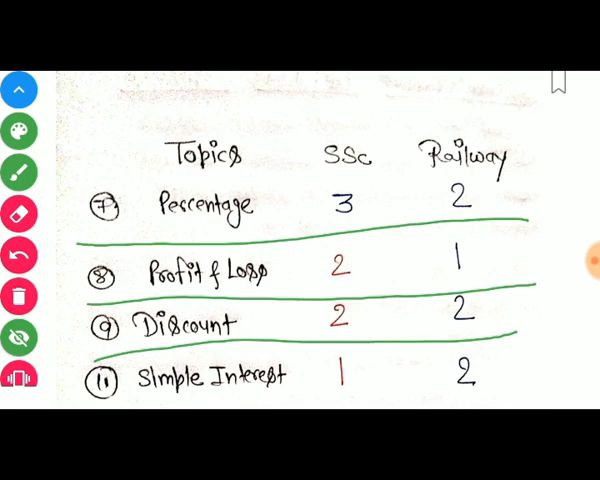 Topics SSC Railway
7 Percentage 3 2
8 Profit & Loss 2 1
9 Discount 2 2
11 Simple Interest 1 2